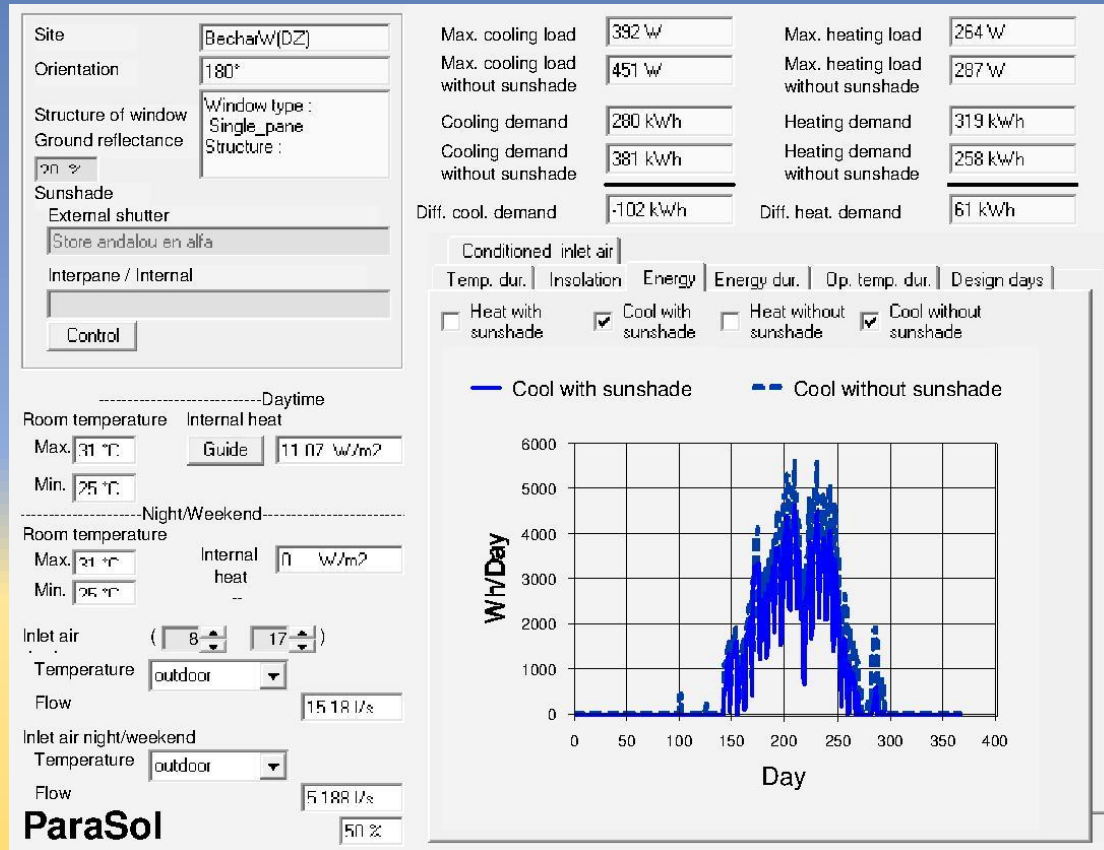 Site BecharW(DZ)
Orientation 180°
Structure of window
Window type :
Single_pane
Structure :
Ground reflectance
20 %
Sunshade
External shutter
Store andalou en alfa
Interpane / Internal
Control
Max. cooling load 392 W
Max. cooling load
without sunshade 451 W
Cooling demand 280 kWh
Cooling demand
without sunshade 381 kWh
Diff. cool. demand -102 kWh
Max. heating load 264 W
Max. heating load
without sunshade 287 W
Heating demand 319 kWh
Heating demand
without sunshade 258 kWh
Diff. heat. demand 61 kWh
Conditioned inlet air
Temp. dur. Insolation Energy Energy dur. Op. temp. dur. Design days
Heat with
sunshade
Cool with
sunshade
Heat without
sunshade
Cool without
sunshade
Cool with sunshade Cool without sunshade
6000
5000
4000
3000
2000
1000
0
Wh/Day
0 50 100 150 200 250 300 350 400
Day
Daytime
Room temperature Internal heat
Max. 31 °C Guide 11.07 W/m2
Min. 25 °C
Night/Weekend
Room temperature
Max. 31 °C
Internal
heat
0 W/m2
Min. 25 °C
Inlet air ( 8 17 )
Temperature outdoor
Flow 15.18 l/s
Inlet air night/weekend
Temperature outdoor
Flow 5.188 l/s
50 %
ParaSol